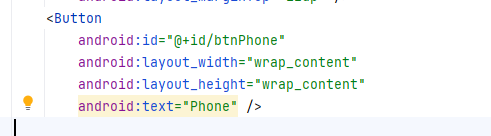 <Button
android:id="@+id/btnPhone"
android:layout_width="wrap_content"
android:layout_height="wrap_content"
android:text="Phone" />